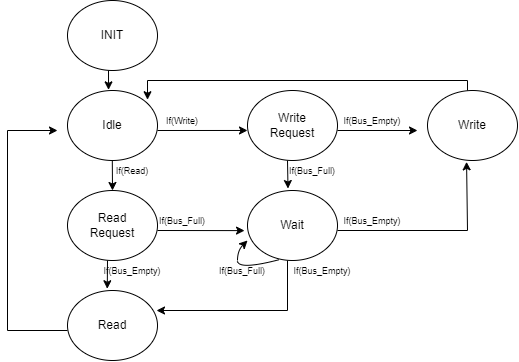 INIT
Idle
If(Write)
Write
Request
If(Bus_Empty)
Write
If(Read)
If(Bus_Full)
Read
Request
If(Bus_Full)
Wait
If(Bus_Empty)
If(Bus_Empty)
If(Bus_Full)
If(Bus_Empty)
Read